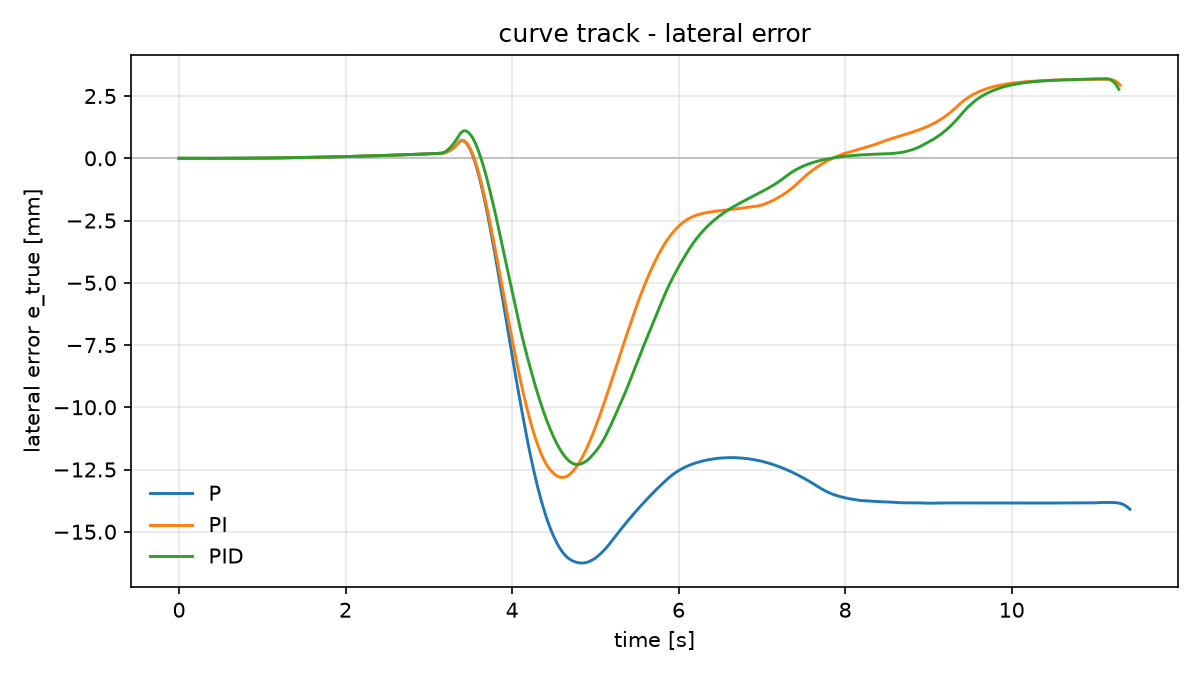 curve track - lateral error
lateral error e_true [mm]
2.5
0.0
−2.5
−5.0
−7.5
−10.0
−12.5
−15.0
P
PI
PID
0 2 4 6 8 10
time [s]